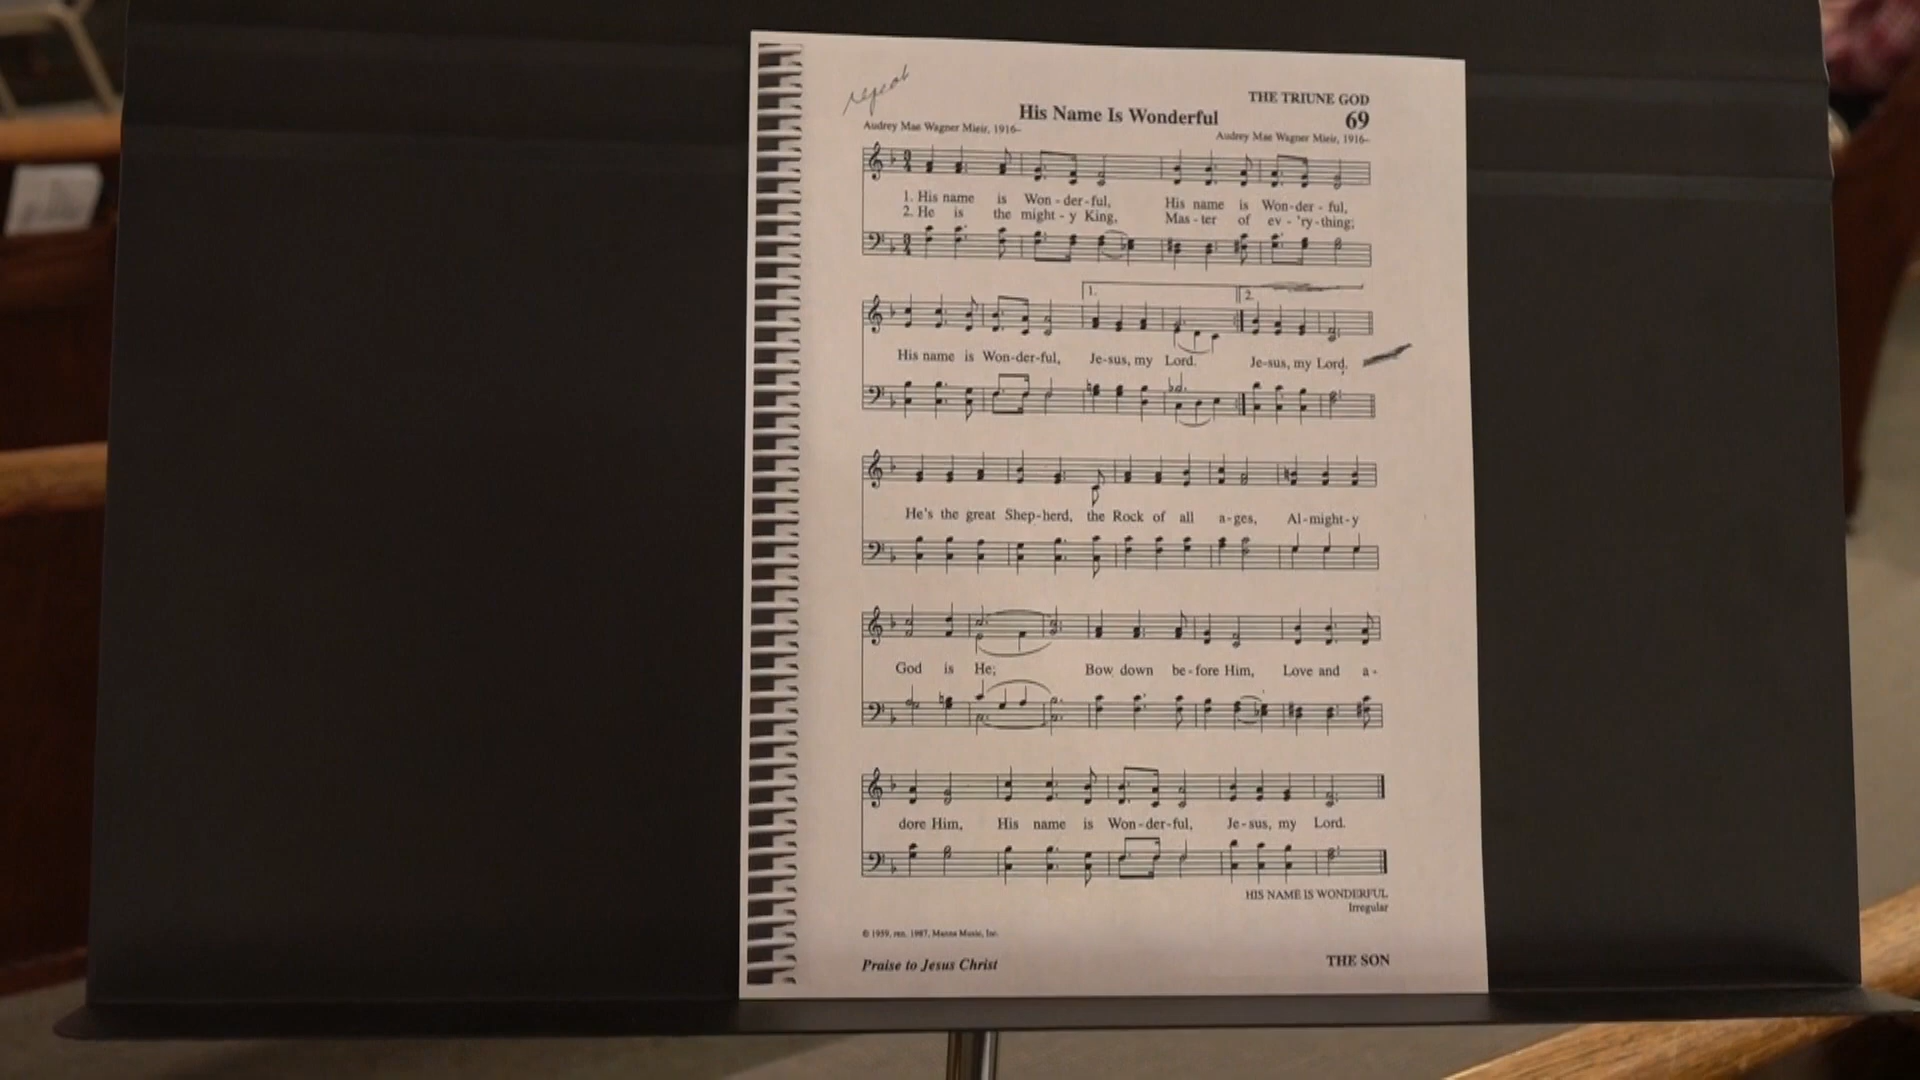 repeat
THE TRIUNE GOD
His Name Is Wonderful 69
Audrey Mae Wagner Mieir, 1916– Audrey Mae Wagner Mieir, 1916–
1. His name is Won - der - ful, His name is Won - der - ful,
2. He is the might - y King, Mas - ter of ev - 'ry - thing;
1. 2.
His name is Won-der-ful, Je-sus, my Lord. Je-sus, my Lord.
He's the great Shep-herd, the Rock of all a-ges, Al-might-y
God is He; Bow down be-fore Him, Love and a-
dore Him, His name is Won-der-ful, Je-sus, my Lord.
HIS NAME IS WONDERFUL
Irregular
© 1959, ren. 1987, Manna Music, Inc.
Praise to Jesus Christ THE SON